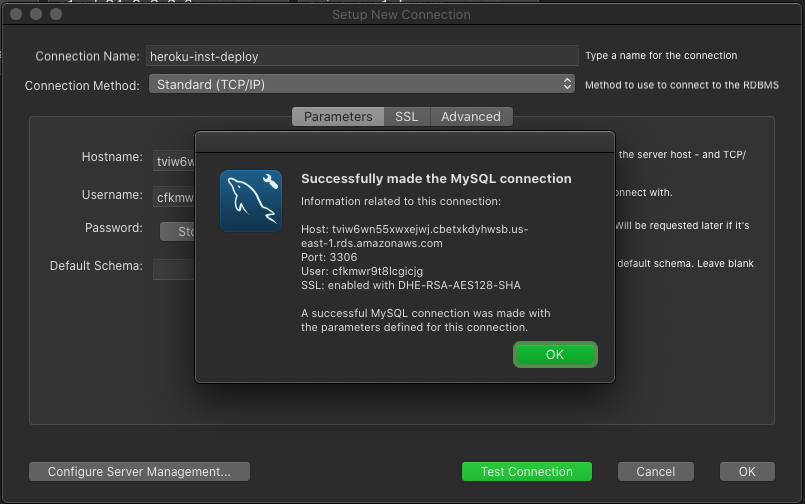 Setup New Connection
Connection Name: heroku-inst-deploy Type a name for the connection
Connection Method: Standard (TCP/IP) Method to use to connect to the RDBMS
Parameters SSL Advanced
Hostname: tviw6w the server host - and TCP/
Username: cfkmw onnect with.
Password: Sto Will be requested later if it's
Default Schema: default schema. Leave blank
Successfully made the MySQL connection
Information related to this connection:
Host: tviw6wn55xwxejwj.cbetxkdyhwsb.us-
east-1.rds.amazonaws.com
Port: 3306
User: cfkmwr9t8lcgicjg
SSL: enabled with DHE-RSA-AES128-SHA
A successful MySQL connection was made with
the parameters defined for this connection.
OK
Configure Server Management... Test Connection Cancel OK